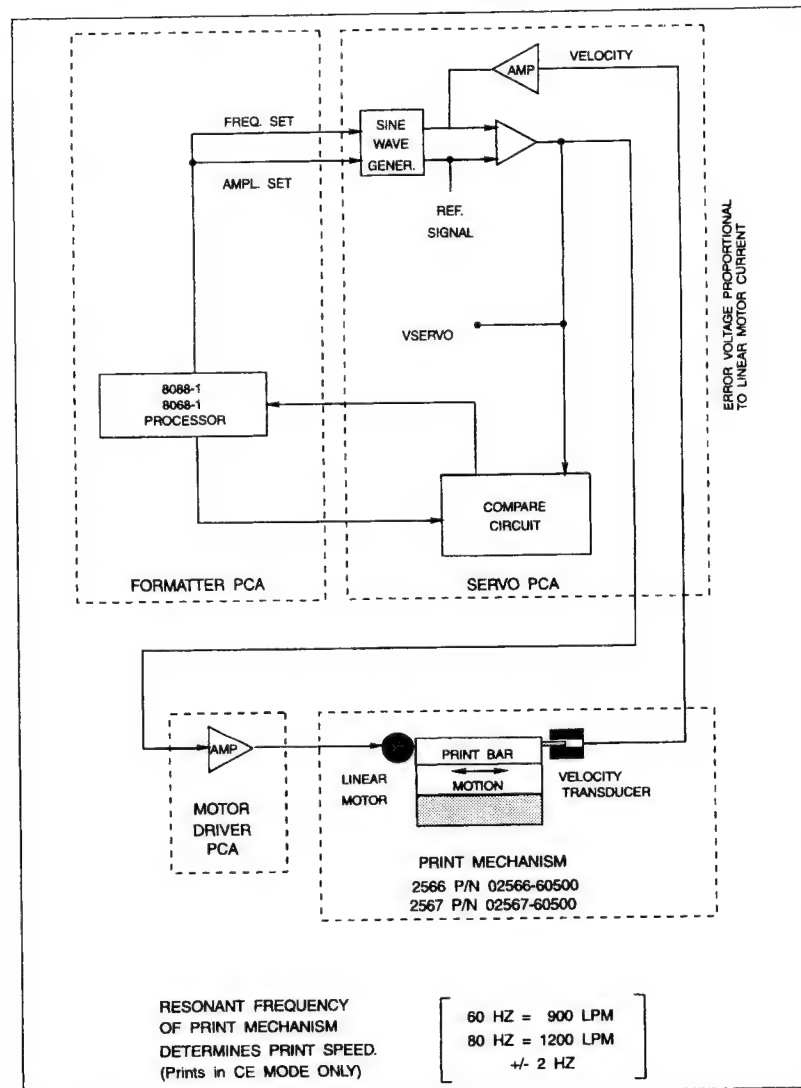 VELOCITY
AMP
FREQ. SET
SINE
WAVE
GENER.
AMPL. SET
REF.
SIGNAL
ERROR VOLTAGE PROPORTIONAL
TO LINEAR MOTOR CURRENT
VSERVO
8088-1
8068-1
PROCESSOR
COMPARE
CIRCUIT
FORMATTER PCA
SERVO PCA
AMP
PRINT BAR
MOTION
LINEAR
MOTOR
VELOCITY
TRANSDUCER
MOTOR
DRIVER
PCA
PRINT MECHANISM
2566 P/N 02566-60500
2567 P/N 02567-60500
RESONANT FREQUENCY
OF PRINT MECHANISM
DETERMINES PRINT SPEED.
(Prints in CE MODE ONLY)
60 HZ = 900 LPM
80 HZ = 1200 LPM
+/- 2 HZ